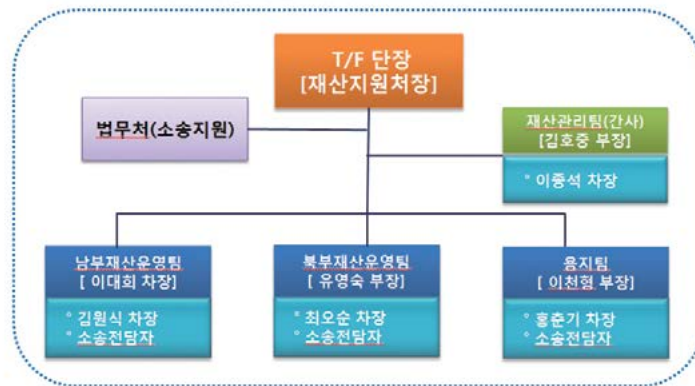 T/F 단장
[재산지원처장]
법무처(소송지원)
재산관리팀(간사)
[김호중 부장]
° 이중석 차장
남부재산운영팀
[ 이대희 차장]
° 김원식 차장
° 소송전담자
북부재산운영팀
[ 유영숙 부장]
° 최오순 차장
° 소송전담자
용지팀
[ 이천형 부장]
° 홍춘기 차장
° 소송전담자